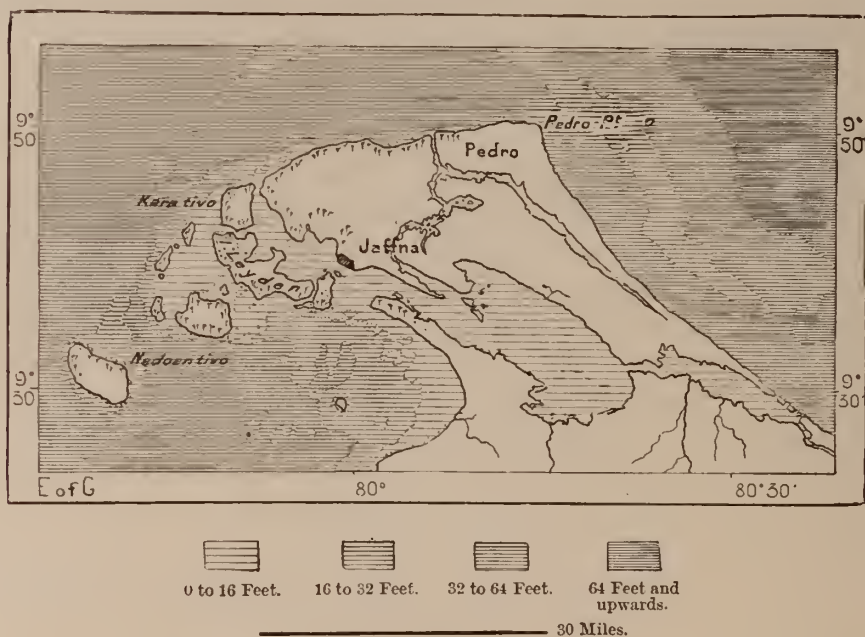 9°
50
Pedro-Pt
9°
50
Pedro
Kara tivo
Jaffna
Nedoentivo
9°
30
9°
30'
E of G
80°
80°30'
0 to 16 Feet.
16 to 32 Feet.
32 to 64 Feet.
64 Feet and
upwards.
30 Miles.